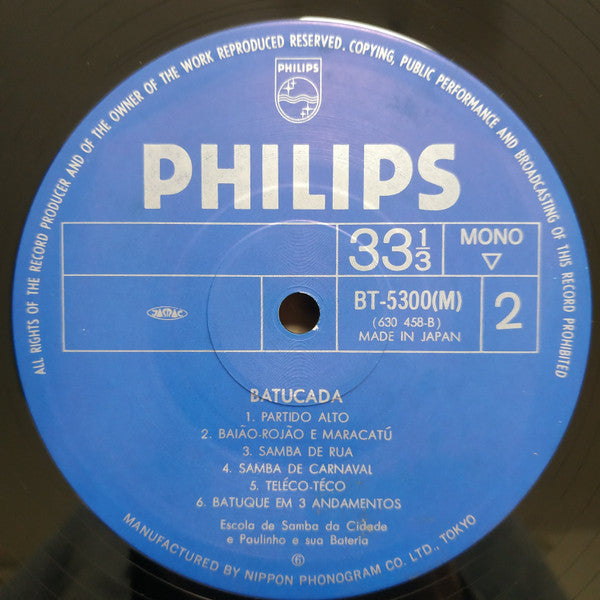 ALL RIGHTS OF THE RECORD PRODUCER AND OF THE OWNER OF THE WORK REPRODUCED RESERVED. COPYING, PUBLIC PERFORMANCE AND BROADCASTING OF THIS RECORD PROHIBITED
PHILIPS
PHILIPS
33 1/3
MONO
▽
JASRAC
BT-5300(M)
(630 458-B)
MADE IN JAPAN
2
BATUCADA
1. PARTIDO ALTO
2. BAIÃO-ROJÃO E MARACATÚ
3. SAMBA DE RUA
4. SAMBA DE CARNAVAL
5. TELÉCO-TÉCO
6. BATUQUE EM 3 ANDAMENTOS
Escola de Samba da Cidade
e Paulinho e sua Bateria
⑥
MANUFACTURED BY NIPPON PHONOGRAM CO. LTD., TOKYO